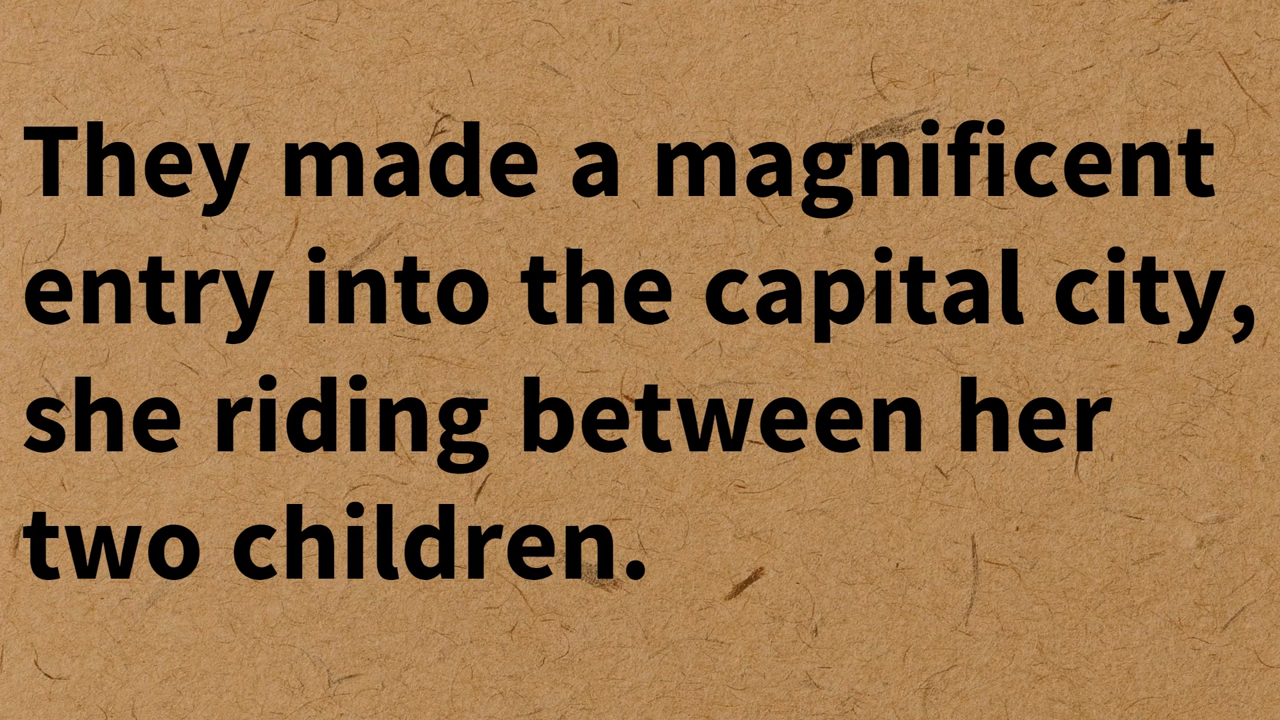 They made a magnificent
entry into the capital city,
she riding between her
two children.